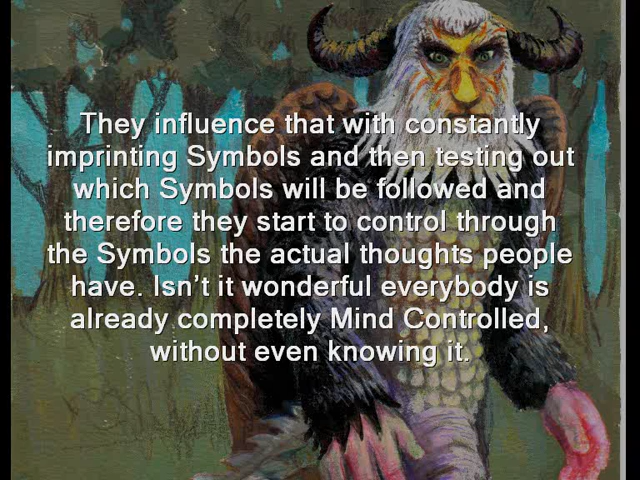 They influence that with constantly
imprinting Symbols and then testing out
which Symbols will be followed and
therefore they start to control through
the Symbols the actual thoughts people
have. Isn't it wonderful everybody is
already completely Mind Controlled,
without even knowing it.